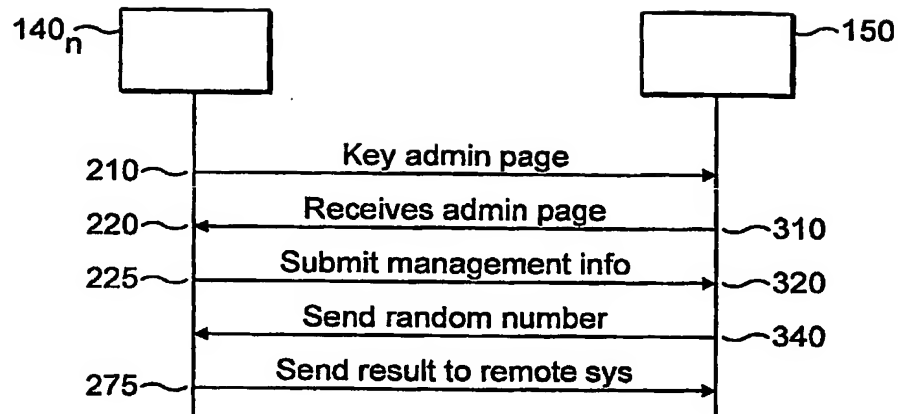 140n 150
210 Key admin page
220 Receives admin page 310
225 Submit management info 320
Send random number 340
275 Send result to remote sys